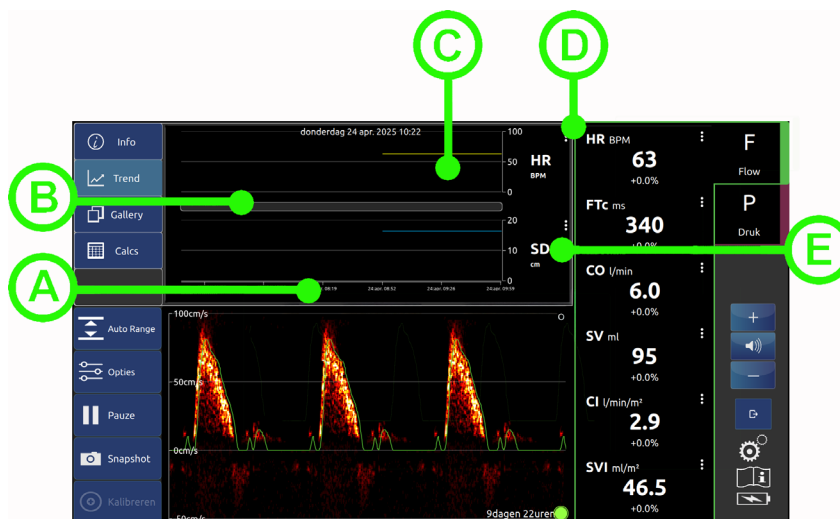 C
D
B
A
E
Info
Trend
Gallery
Calcs
Auto Range
Opties
Pauze
Snapshot
Kalibreren
donderdag 24 apr. 2025 10:22
100
50
0
HR
BPM
20
10
0
SD
cm
08:19
24 apr. 08:52
24 apr. 09:26
24 apr. 09:59
100cm/s
50cm/s
0cm/s
-50cm/s
9dagen 22uren
HR BPM
63
+0.0%
FTc ms
340
+0.0%
CO l/min
6.0
+0.0%
SV ml
95
+0.0%
CI l/min/m²
2.9
+0.0%
SVI ml/m²
46.5
+0.0%
F
Flow
P
Druk
+
−
i